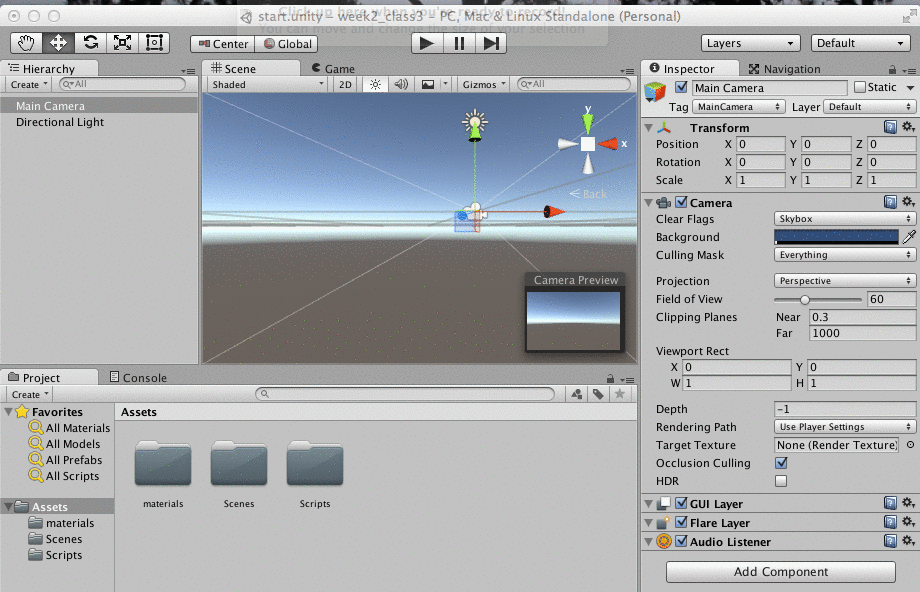 Click up here when you're ready to record!
start.unity – week2_class3 – PC, Mac & Linux Standalone (Personal)
You can move and change the size of your selection
Center Global
Layers Default
Hierarchy
Create All
Main Camera
Directional Light
Scene Game
Shaded 2D Gizmos All
y
x
Back
Camera Preview
Inspector Navigation
Main Camera Static
Tag MainCamera Layer Default
Transform
Position X 0 Y 0 Z 0
Rotation X 0 Y 0 Z 0
Scale X 1 Y 1 Z 1
Camera
Clear Flags Skybox
Background
Culling Mask Everything
Projection Perspective
Field of View 60
Clipping Planes Near 0.3
Far 1000
Viewport Rect
X 0 Y 0
W 1 H 1
Depth -1
Rendering Path Use Player Settings
Target Texture None (Render Texture)
Occlusion Culling
HDR
GUI Layer
Flare Layer
Audio Listener
Add Component
Project Console
Create
Favorites
All Materials
All Models
All Prefabs
All Scripts
Assets
materials
Scenes
Scripts
Assets
materials Scenes Scripts